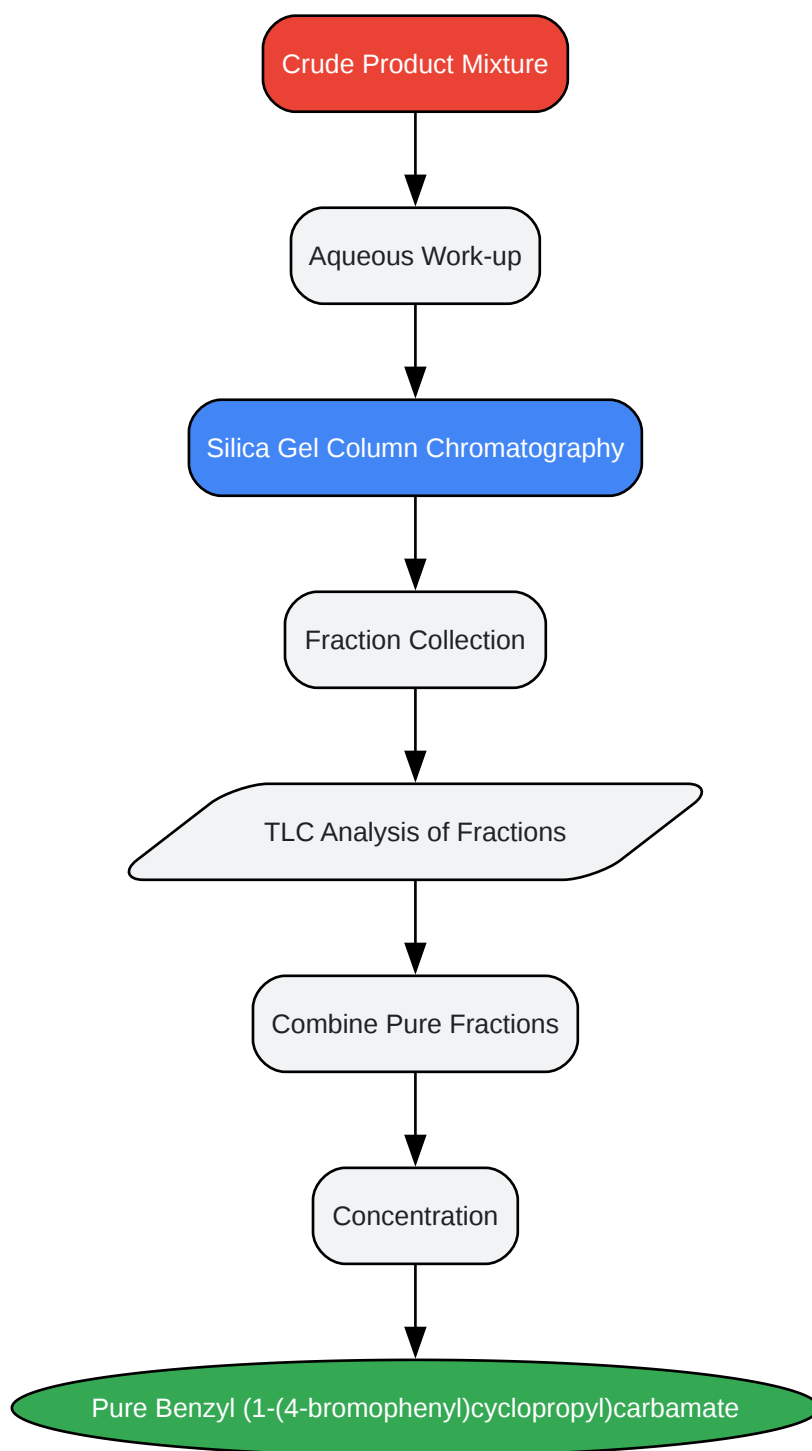 Crude Product Mixture
Aqueous Work-up
Silica Gel Column Chromatography
Fraction Collection
TLC Analysis of Fractions
Combine Pure Fractions
Concentration
Pure Benzyl (1-(4-bromophenyl)cyclopropyl)carbamate